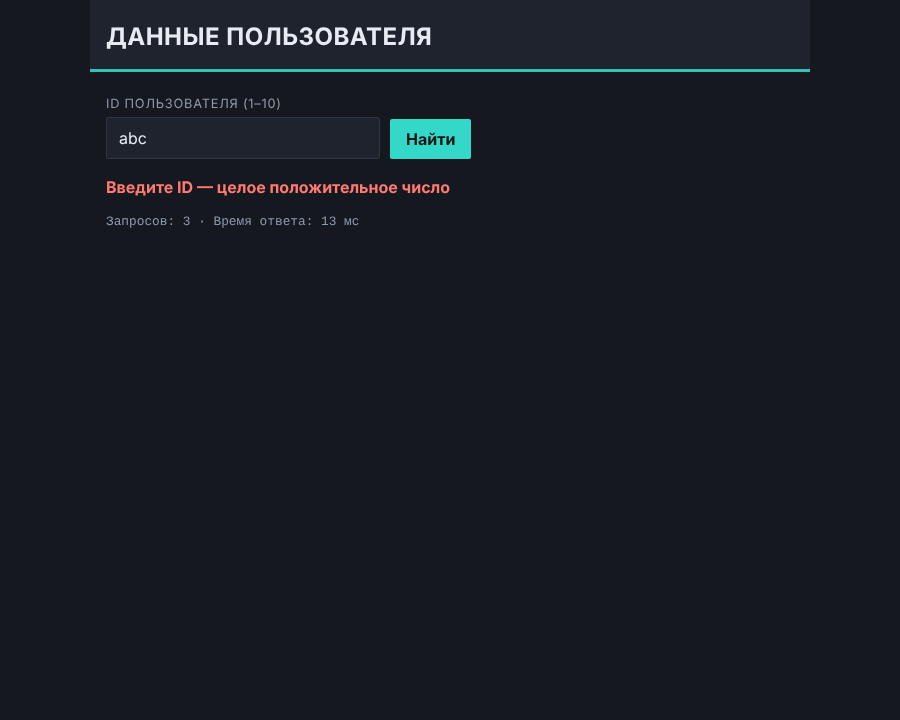 ДАННЫЕ ПОЛЬЗОВАТЕЛЯ
ID ПОЛЬЗОВАТЕЛЯ (1–10)
abc
Найти
Введите ID — целое положительное число
Запросов: 3 · Время ответа: 13 мс